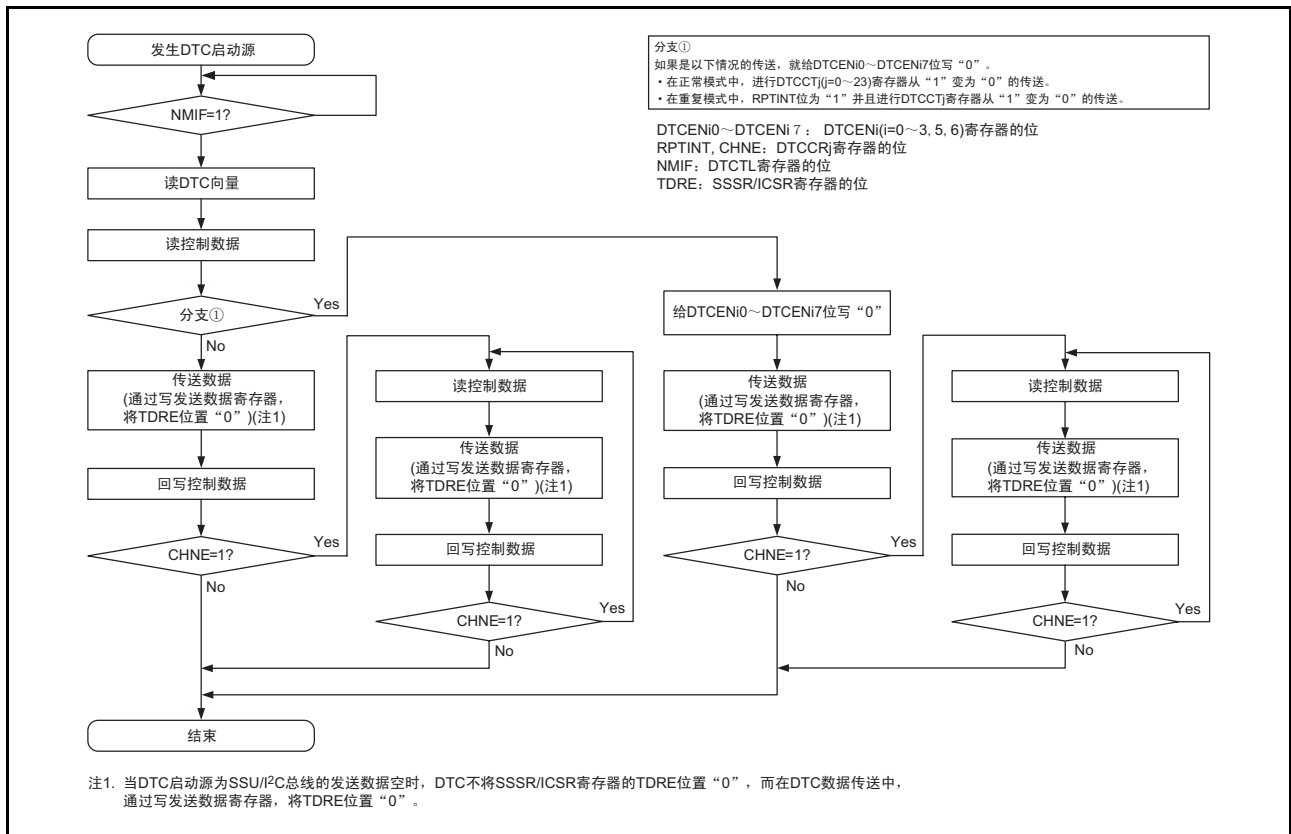 发生DTC启动源
NMIF=1?
读DTC向量
读控制数据
分支①
Yes
No
传送数据
(通过写发送数据寄存器，
将TDRE位置“0”)(注1)
回写控制数据
CHNE=1?
Yes
No
读控制数据
传送数据
(通过写发送数据寄存器，
将TDRE位置“0”)(注1)
回写控制数据
CHNE=1?
Yes
No
结束
分支①
如果是以下情况的传送，就给DTCENi0～DTCENi7位写“0”。
• 在正常模式中，进行DTCCTj(j=0～23)寄存器从“1”变为“0”的传送。
• 在重复模式中，RPTINT位为“1”并且进行DTCCTj寄存器从“1”变为“0”的传送。
DTCENi0～DTCENi７： DTCENi(i=0～3, 5, 6)寄存器的位
RPTINT, CHNE：DTCCRj寄存器的位
NMIF：DTCTL寄存器的位
TDRE：SSSR/ICSR寄存器的位
给DTCENi0～DTCENi7位写“0”
传送数据
(通过写发送数据寄存器，
将TDRE位置“0”)(注1)
回写控制数据
CHNE=1?
Yes
No
读控制数据
传送数据
(通过写发送数据寄存器，
将TDRE位置“0”)(注1)
回写控制数据
CHNE=1?
Yes
No
注1. 当DTC启动源为SSU/I²C总线的发送数据空时，DTC不将SSSR/ICSR寄存器的TDRE位置“0”，而在DTC数据传送中，
通过写发送数据寄存器，将TDRE位置“0”。